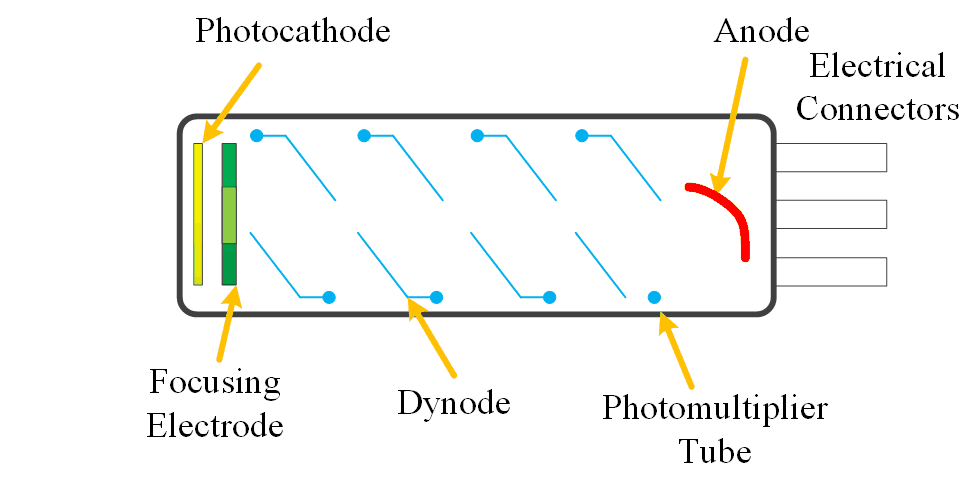 Photocathode
Anode
Electrical
Connectors
Focusing
Electrode
Dynode
Photomultiplier
Tube